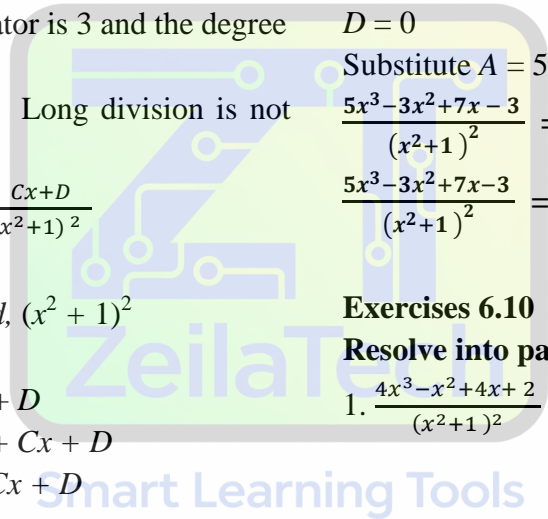 is 3 and the degree
Long division is not
Cx+D
x²+1) ²
, (x² + 1)²
+ D
+ Cx + D
Cx + D
D = 0
Substitute A = 5
5x³−3x²+7x − 3
(x²+1 )² =
5x³−3x²+7x−3
(x²+1 )² =
Exercises 6.10
Resolve into
1. 4x³−x²+4x+ 2
(x²+1 )²
ZeilaTech
Smart Learning Tools